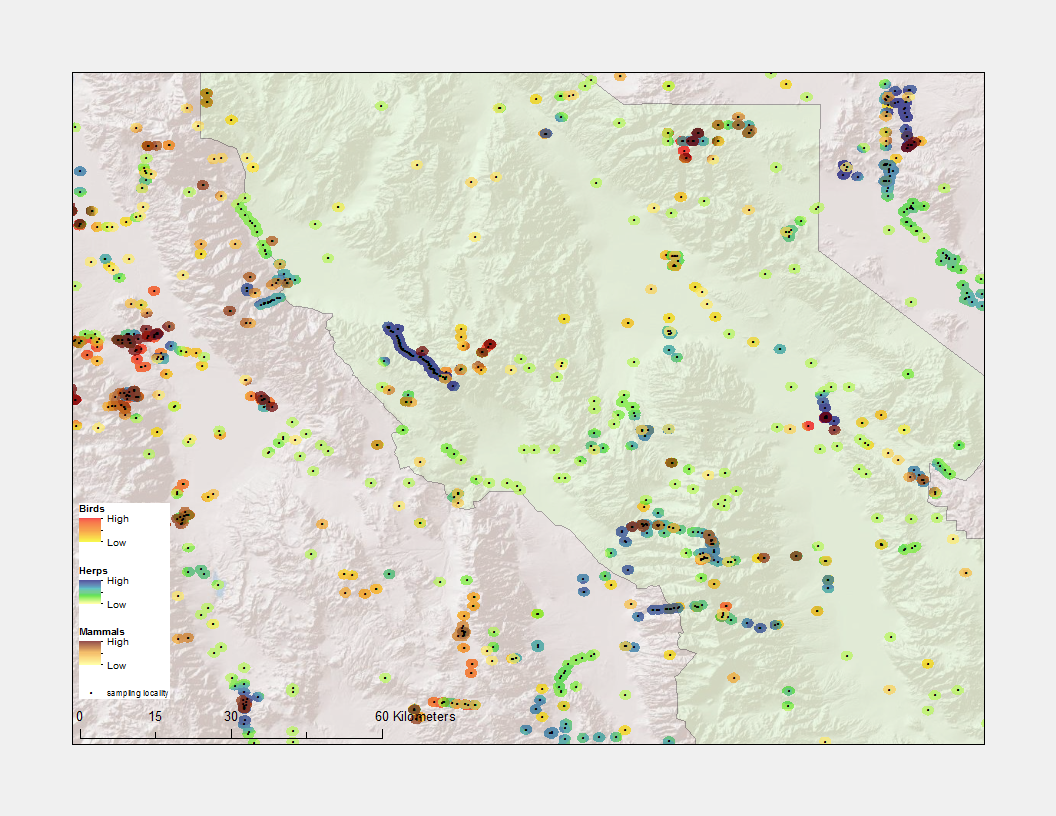 Birds
High
Low
Herps
High
Low
Mammals
High
Low
sampling locality
0 15 30 60 Kilometers